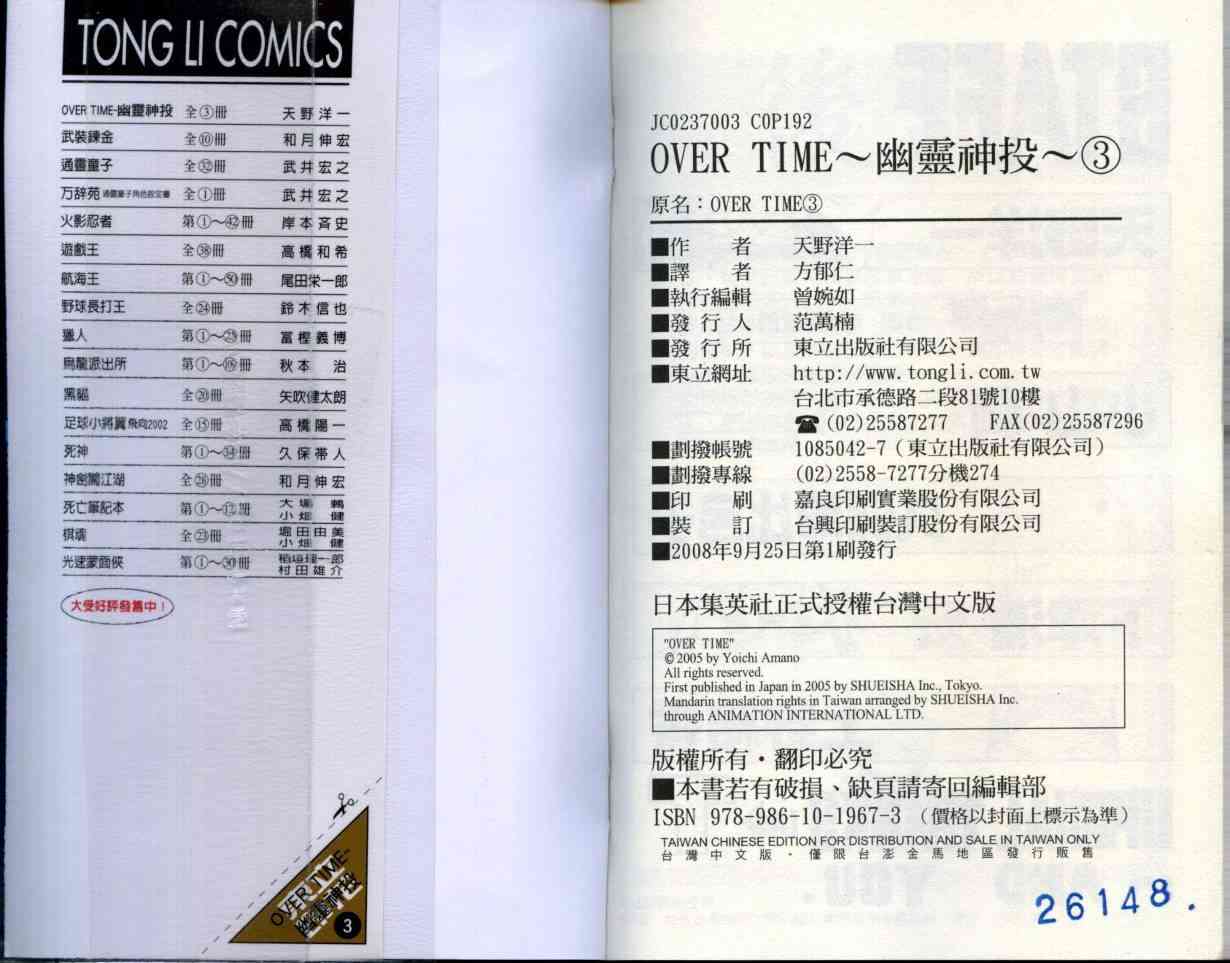 TONG LI COMICS
OVER TIME-幽靈神投 全③冊 天野洋一
武裝鍊金 全⑩冊 和月伸宏
通靈童子 全㉜冊 武井宏之
万辞苑 通靈童子角色設定書 全①冊 武井宏之
火影忍者 第①～㊷冊 岸本斉史
遊戲王 全㊳冊 高橋和希
航海王 第①～㊿冊 尾田栄一郎
野球長打王 全㉔冊 鈴木信也
獵人 第①～㉕冊 冨樫義博
烏龍派出所 第①～冊 秋本 治
黑貓 全⑳冊 矢吹健太朗
足球小將翼飛向2002 全⑮冊 高橋陽一
死神 第①～㉞冊 久保帯人
神劍闖江湖 全㉘冊 和月伸宏
死亡筆記本 第①～⑫冊 大場 鶇
小畑 健
棋魂 全㉓冊 堀田由美
小畑 健
光速蒙面俠 第①～㉚冊 稻垣理一郎
村田雄介
大受好評發售中！
OVER TIME-
幽靈神投
3
JC0237003 C0P192
OVER TIME～幽靈神投～③
原名：OVER TIME③
■作 者 天野洋一
■譯 者 方郁仁
■執行編輯 曾婉如
■發 行 人 范萬楠
■發 行 所 東立出版社有限公司
■東立網址 http://www.tongli.com.tw
台北市承德路二段81號10樓
☎(02)25587277 FAX(02)25587296
■劃撥帳號 1085042-7（東立出版社有限公司）
■劃撥專線 (02)2558-7277分機274
■印 刷 嘉良印刷實業股份有限公司
■裝 訂 台興印刷裝訂股份有限公司
■2008年9月25日第1刷發行
日本集英社正式授權台灣中文版
"OVER TIME"
© 2005 by Yoichi Amano
All rights reserved.
First published in Japan in 2005 by SHUEISHA Inc., Tokyo.
Mandarin translation rights in Taiwan arranged by SHUEISHA Inc.
through ANIMATION INTERNATIONAL LTD.
版權所有・翻印必究
■本書若有破損、缺頁請寄回編輯部
ISBN 978-986-10-1967-3 （價格以封面上標示為準）
TAIWAN CHINESE EDITION FOR DISTRIBUTION AND SALE IN TAIWAN ONLY
台灣中文版・僅限台澎金馬地區發行販售
26148.